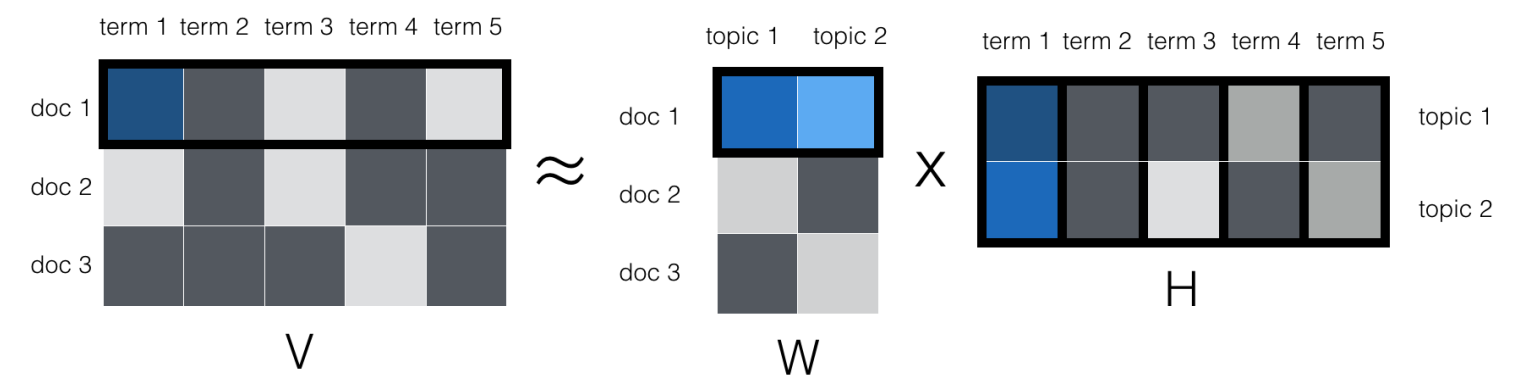 term 1 term 2 term 3 term 4 term 5
doc 1
doc 2
doc 3
V
≈
topic 1 topic 2
doc 1
doc 2
doc 3
W
X
term 1 term 2 term 3 term 4 term 5
topic 1
topic 2
H